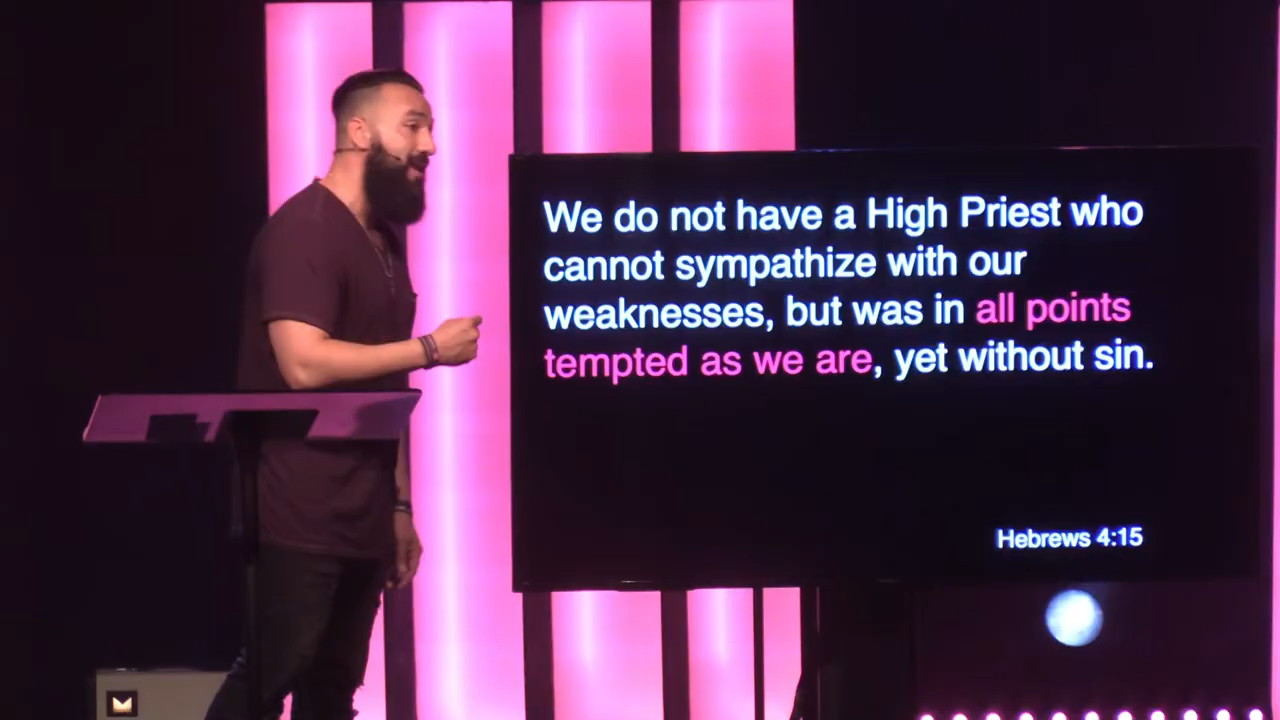 We do not have a High Priest who
cannot sympathize with our
weaknesses, but was in all points
tempted as we are, yet without sin.
Hebrews 4:15